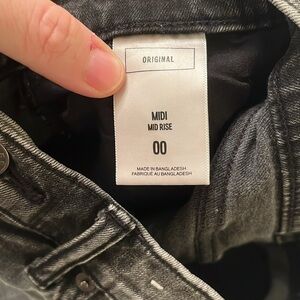 ORIGINAL
MIDI
MID RISE
00
MADE IN BANGLADESH
FABRIQUÉ AU BANGLADESH